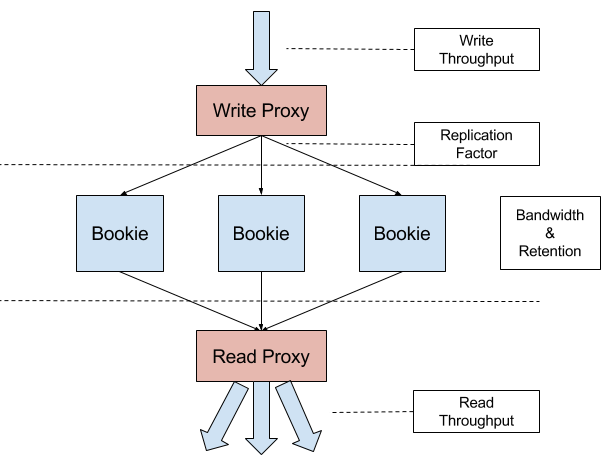 Write
Throughput
Write Proxy
Replication
Factor
Bookie
Bookie
Bookie
Bandwidth
&
Retention
Read Proxy
Read
Throughput